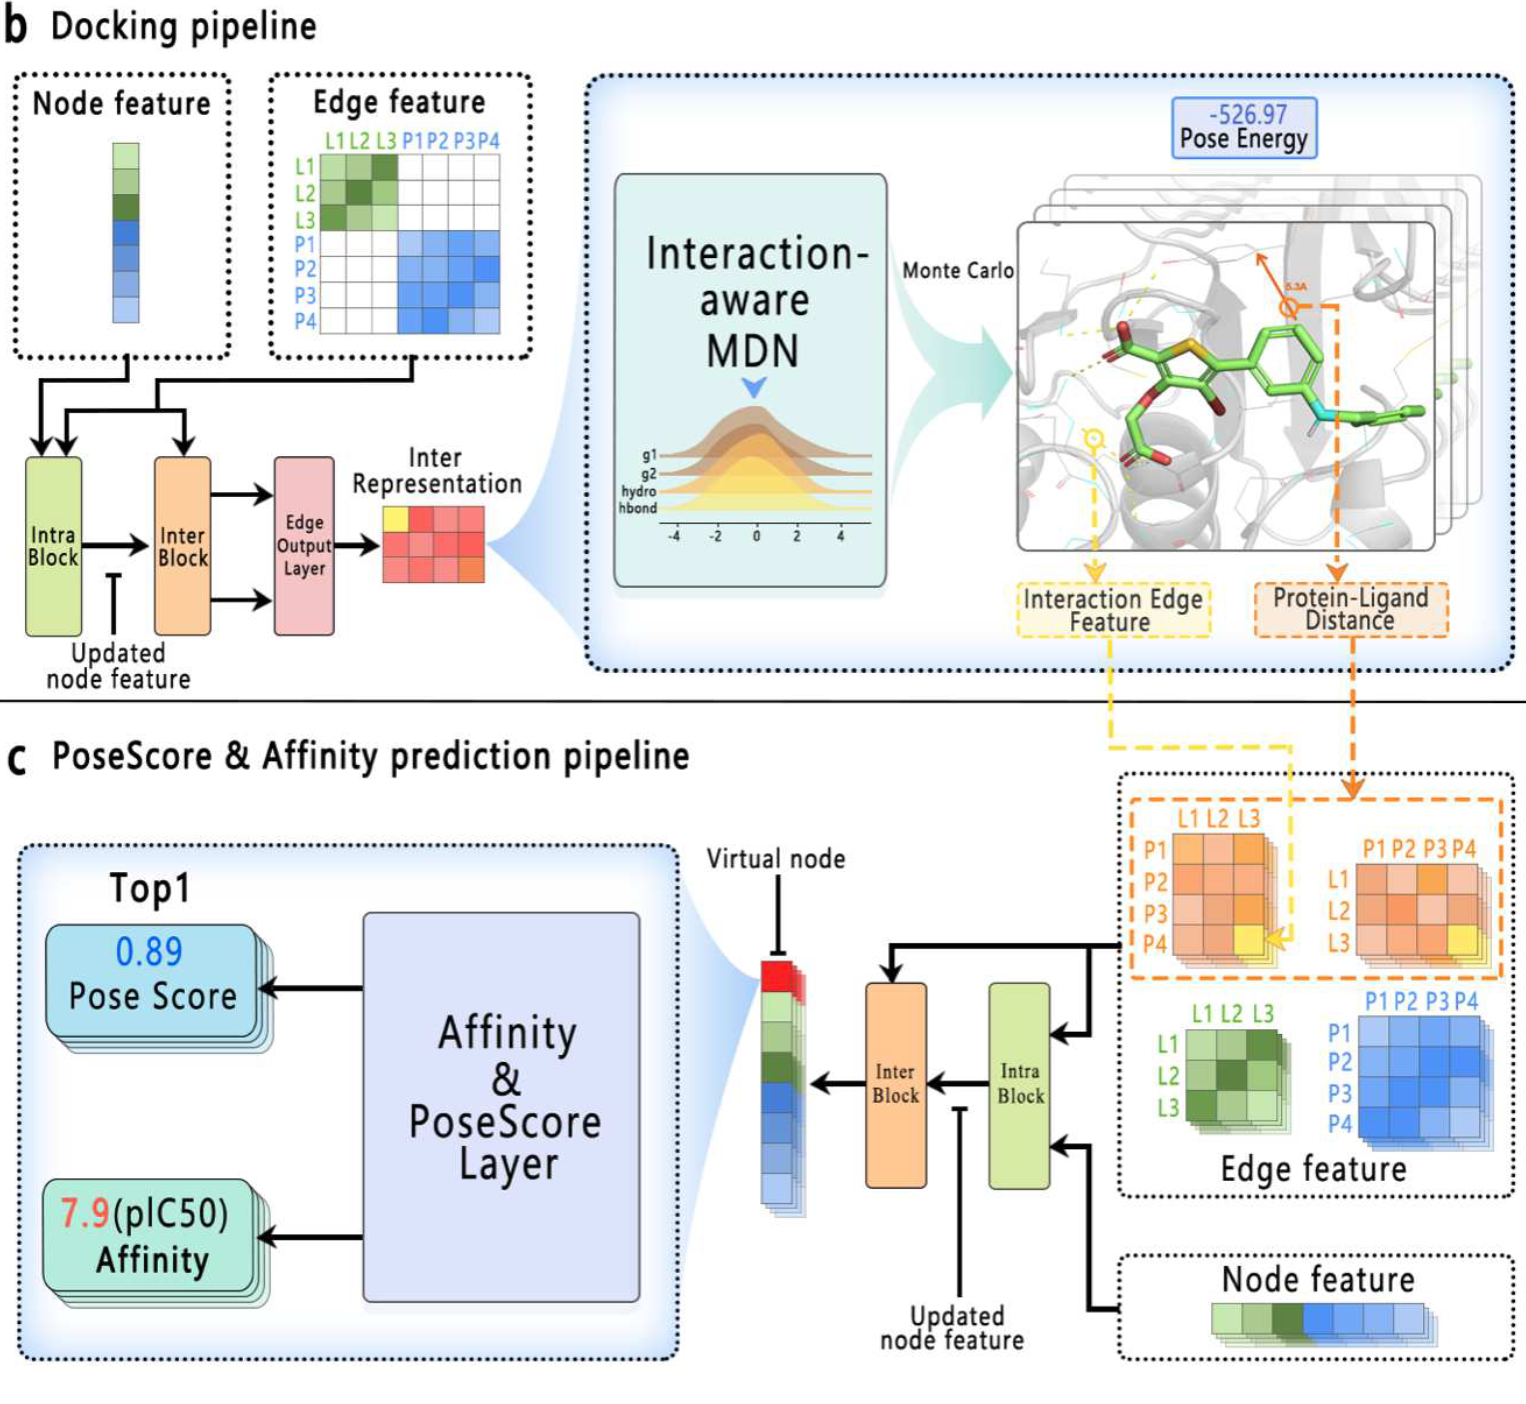 b Docking pipeline
Node feature
Edge feature
L1 L2 L3 P1 P2 P3 P4
L1
L2
L3
P1
P2
P3
P4
Intra
Block
Updated
node feature
Inter
Block
Edge
Output
Layer
Inter
Representation
Interaction-
aware
MDN
g1
g2
hydro
hbond
-4 -2 0 2 4
Monte Carlo
-526.97
Pose Energy
5.3A
Interaction Edge
Feature
Protein-Ligand
Distance
c PoseScore & Affinity prediction pipeline
Top1
0.89
Pose Score
7.9(pIC50)
Affinity
Affinity
&
PoseScore
Layer
Virtual node
Inter
Block
Intra
Block
Updated
node feature
L1 L2 L3
P1
P2
P3
P4
P1 P2 P3 P4
L1
L2
L3
L1 L2 L3
L1
L2
L3
P1 P2 P3 P4
P1
P2
P3
P4
Edge feature
Node feature